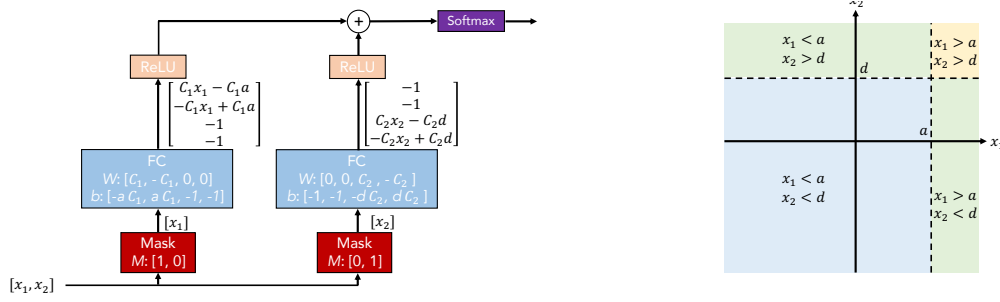 +
Softmax
ReLU
ReLU
C₁x₁ − C₁a
−C₁x₁ + C₁a
−1
−1
−1
−1
C₂x₂ − C₂d
−C₂x₂ + C₂d
FC
W: [C₁, - C₁, 0, 0]
b: [-a C₁, a C₁, -1, -1]
FC
W: [0, 0, C₂ , - C₂ ]
b: [-1, -1, -d C₂, d C₂ ]
[x₁]
[x₂]
Mask
M: [1, 0]
Mask
M: [0, 1]
[x₁, x₂]
x₂
x₁ < a
x₂ > d
x₁ > a
x₂ > d
d
a
x₁
x₁ < a
x₂ < d
x₁ > a
x₂ < d